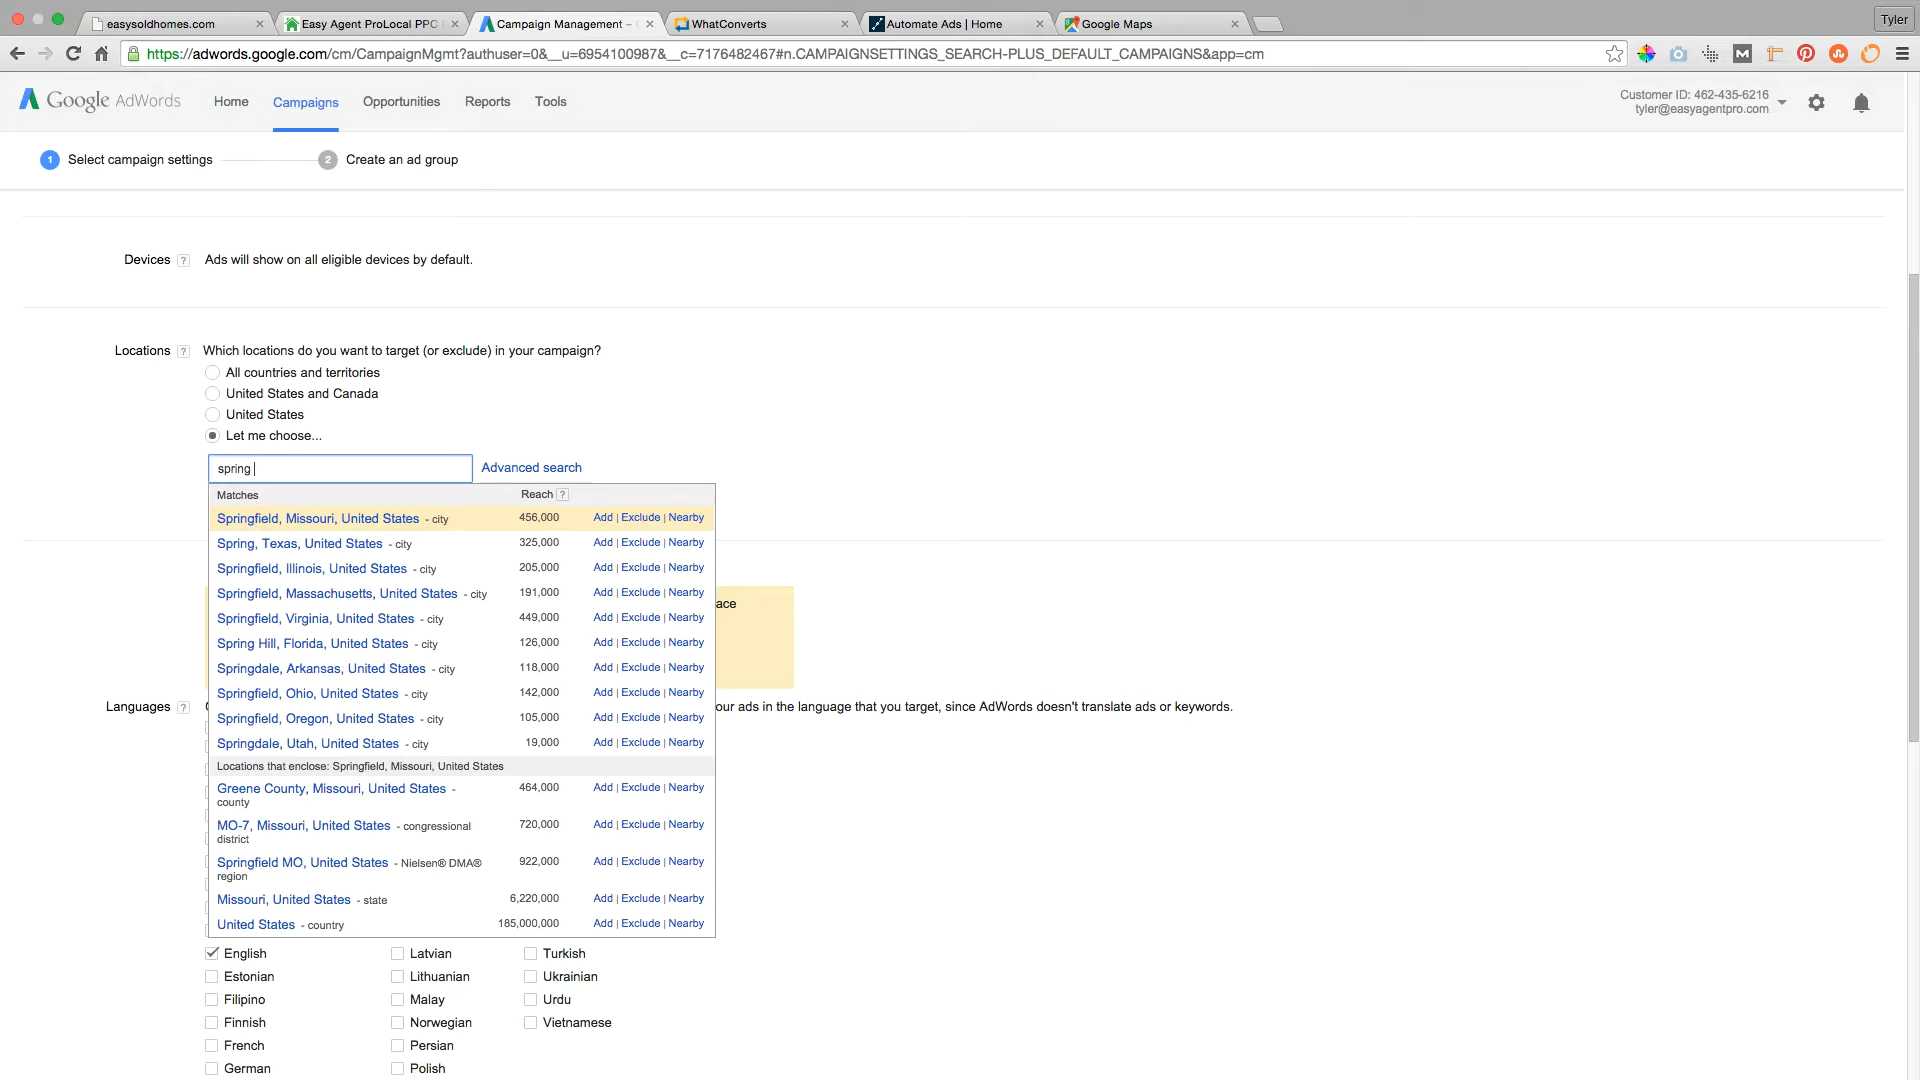 easysoldhomes.com
Easy Agent ProLocal PPC
Campaign Management –
WhatConverts
Automate Ads | Home
Google Maps
Tyler
https://adwords.google.com/cm/CampaignMgmt?authuser=0&__u=6954100987&__c=7176482467#n.CAMPAIGNSETTINGS_SEARCH-PLUS_DEFAULT_CAMPAIGNS&app=cm
Google AdWords
Home
Campaigns
Opportunities
Reports
Tools
Customer ID: 462-435-6216
tyler@easyagentpro.com
1 Select campaign settings
2 Create an ad group
Devices ? Ads will show on all eligible devices by default.
Locations ? Which locations do you want to target (or exclude) in your campaign?
All countries and territories
United States and Canada
United States
Let me choose...
spring Advanced search
Matches Reach ?
Springfield, Missouri, United States - city 456,000 Add | Exclude | Nearby
Spring, Texas, United States - city 325,000 Add | Exclude | Nearby
Springfield, Illinois, United States - city 205,000 Add | Exclude | Nearby
Springfield, Massachusetts, United States - city 191,000 Add | Exclude | Nearby
ace
Springfield, Virginia, United States - city 449,000 Add | Exclude | Nearby
Spring Hill, Florida, United States - city 126,000 Add | Exclude | Nearby
Springdale, Arkansas, United States - city 118,000 Add | Exclude | Nearby
Springfield, Ohio, United States - city 142,000 Add | Exclude | Nearby
Languages ? our ads in the language that you target, since AdWords doesn't translate ads or keywords.
Springfield, Oregon, United States - city 105,000 Add | Exclude | Nearby
Springdale, Utah, United States - city 19,000 Add | Exclude | Nearby
Locations that enclose: Springfield, Missouri, United States
Greene County, Missouri, United States - 464,000 Add | Exclude | Nearby
county
MO-7, Missouri, United States - congressional 720,000 Add | Exclude | Nearby
district
Springfield MO, United States - Nielsen® DMA® 922,000 Add | Exclude | Nearby
region
Missouri, United States - state 6,220,000 Add | Exclude | Nearby
United States - country 185,000,000 Add | Exclude | Nearby
English Latvian Turkish
Estonian Lithuanian Ukrainian
Filipino Malay Urdu
Finnish Norwegian Vietnamese
French Persian
German Polish